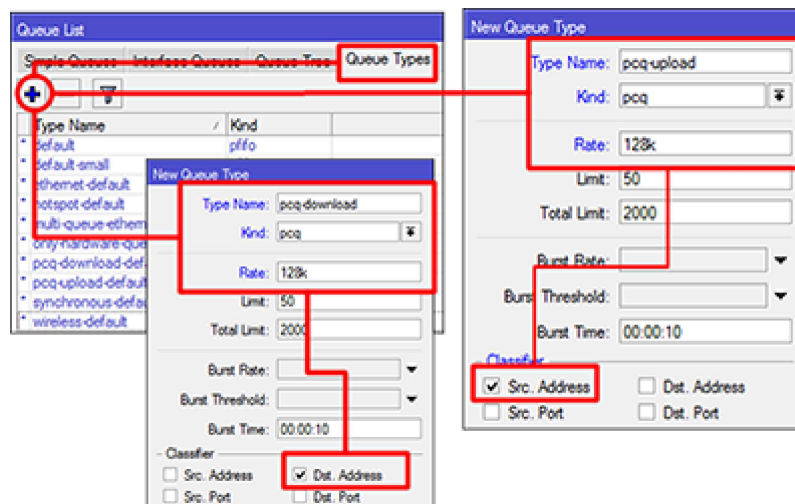 Queue List
Simple Queues Interface Queues Queue Tree Queue Types
Type Name / Kind
* default pfifo
* default-small
* ethernet-default
* hotspot-default
* multi-queue-ethern
* only-hardware-que
* pcq-download-def
* pcq-upload-default
* synchronous-defa
* wireless-default
New Queue Type
Type Name: pcq-download
Kind: pcq
Rate: 128k
Limit: 50
Total Limit: 2000
Burst Rate:
Burst Threshold:
Burst Time: 00:00:10
Classifier
Src. Address Dst. Address
Src. Port Dst. Port
New Queue Type
Type Name: pcq-upload
Kind: pcq
Rate: 128k
Limit: 50
Total Limit: 2000
Burst Rate:
Burst Threshold:
Burst Time: 00:00:10
Classifier
Src. Address Dst. Address
Src. Port Dst. Port